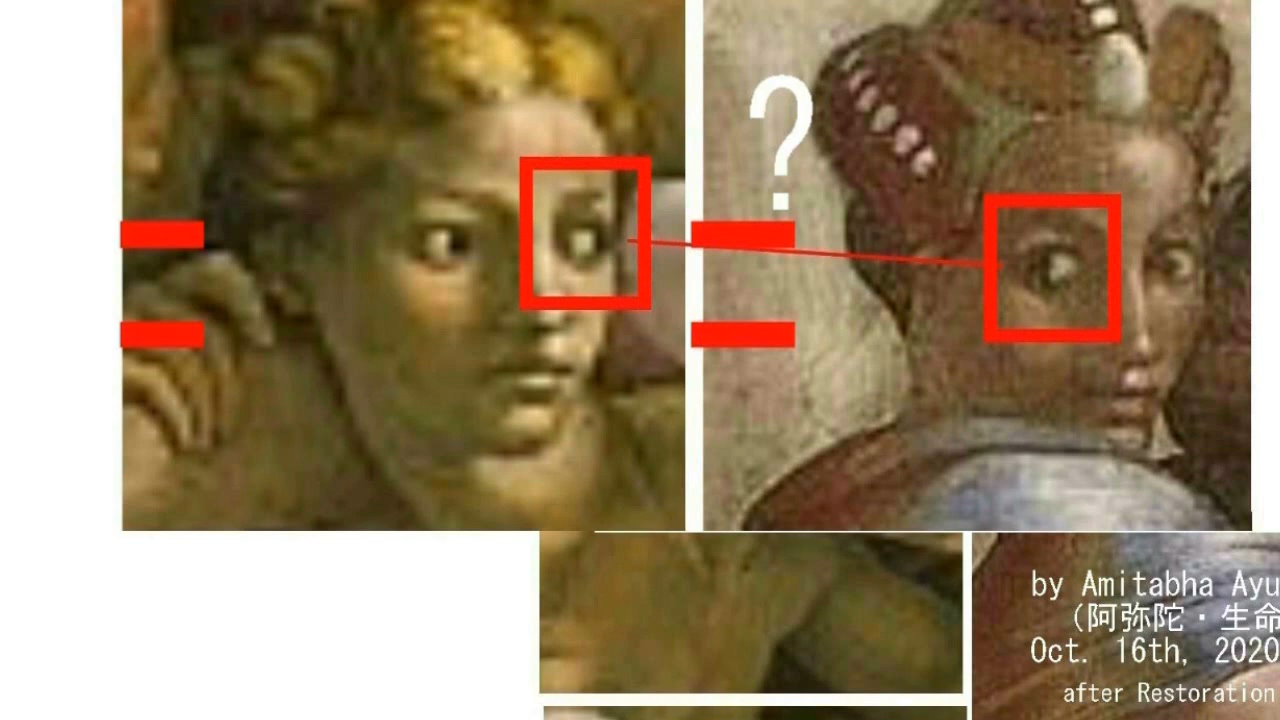 ?
by Amitabha Ayu
(阿弥陀・生命
Oct. 16th, 2020
after Restoration